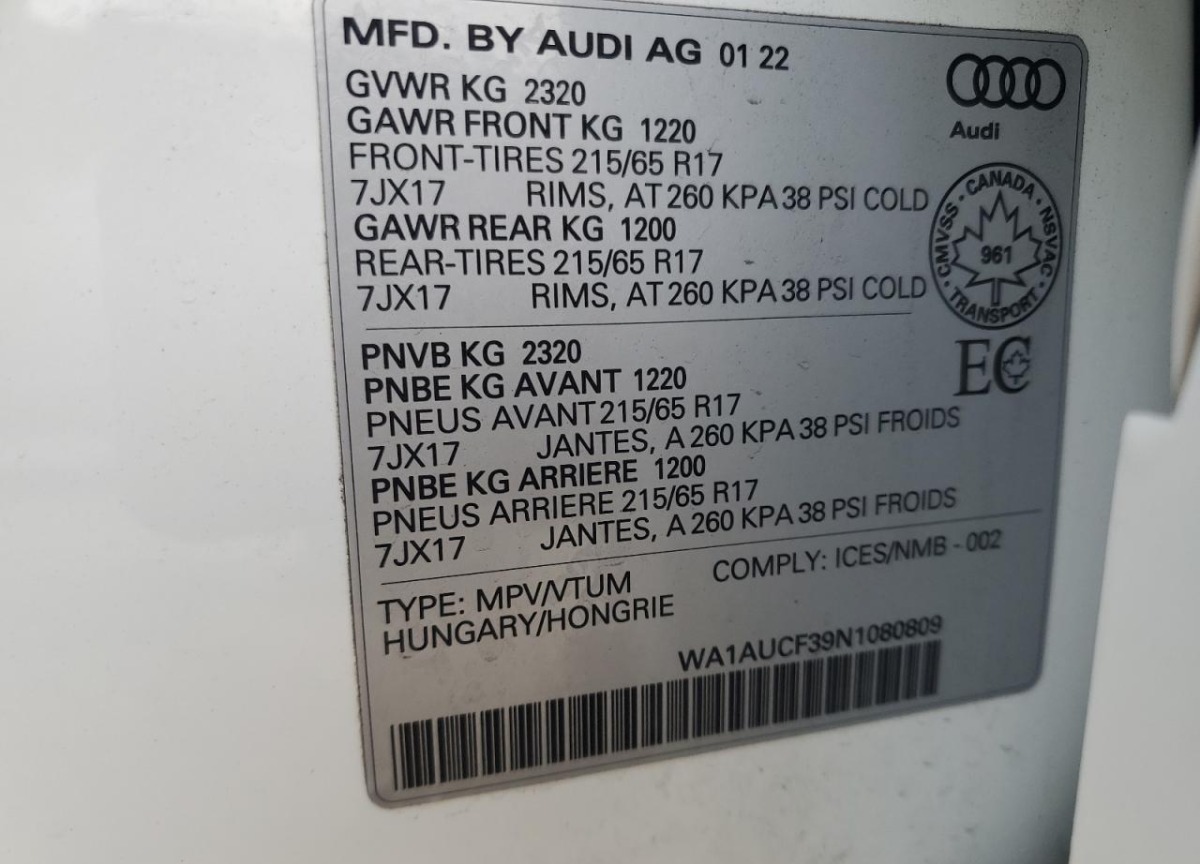 MFD. BY AUDI AG 01 22
GVWR KG 2320
GAWR FRONT KG 1220
FRONT-TIRES 215/65 R17
7JX17 RIMS, AT 260 KPA 38 PSI COLD
GAWR REAR KG 1200
REAR-TIRES 215/65 R17
7JX17 RIMS, AT 260 KPA 38 PSI COLD
Audi
CANADA · NSVAC · TRANSPORT · CMVSS ·
961
EC
PNVB KG 2320
PNBE KG AVANT 1220
PNEUS AVANT 215/65 R17
7JX17 JANTES, A 260 KPA 38 PSI FROIDS
PNBE KG ARRIERE 1200
PNEUS ARRIERE 215/65 R17
7JX17 JANTES, A 260 KPA 38 PSI FROIDS
TYPE: MPV/VTUM COMPLY: ICES/NMB - 002
HUNGARY/HONGRIE
WA1AUCF39N1080809